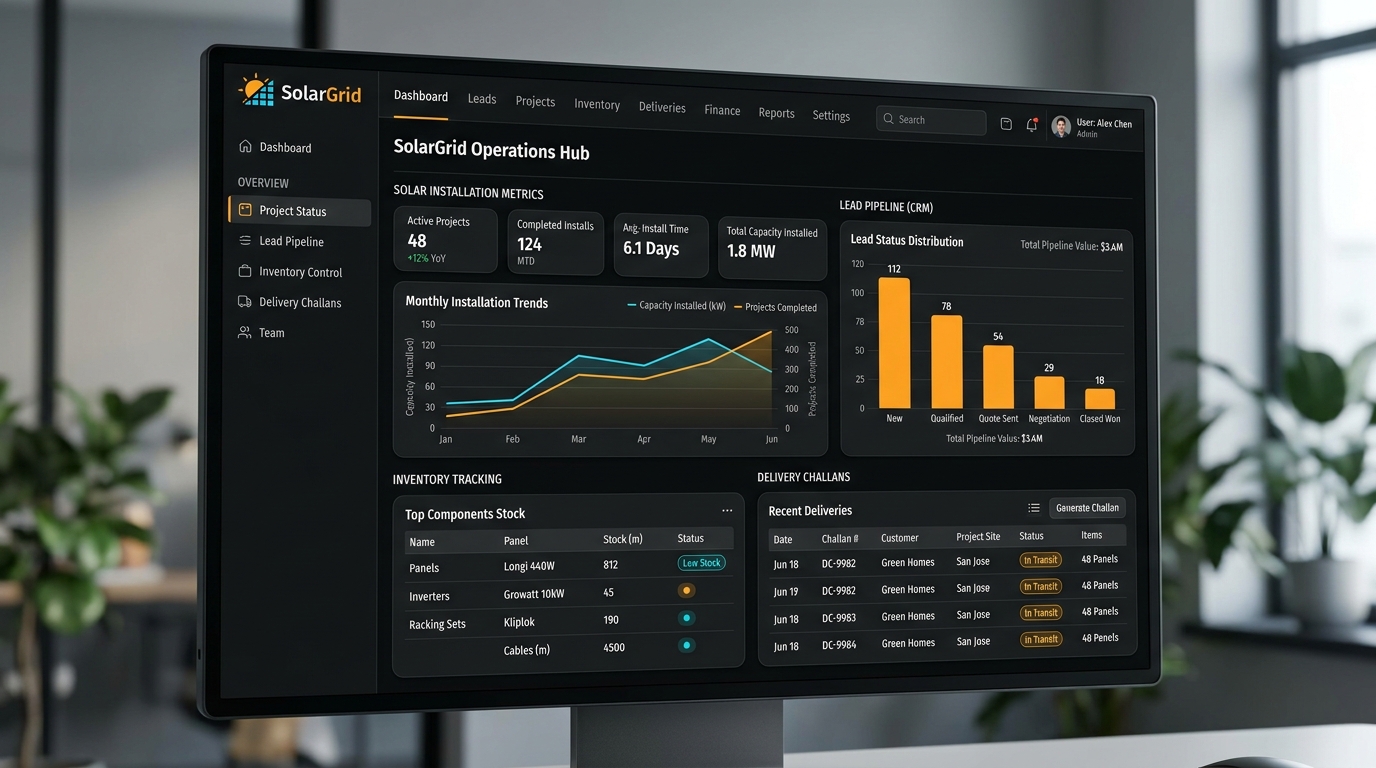 SolarGrid
Dashboard
Leads
Projects
Inventory
Deliveries
Finance
Reports
Settings
Search
User: Alex Chen
Admin
Dashboard
OVERVIEW
Project Status
Lead Pipeline
Inventory Control
Delivery Challans
Team
SolarGrid Operations Hub
SOLAR INSTALLATION METRICS
Active Projects
48
+12% YoY
Completed Installs
124
MTD
Install Time
6.1 Days
Total Capacity Installed
1.8 MW
Monthly Installation Trends
Capacity Installed (kW)
Projects Completed
150
120
90
60
30
0
500
400
300
200
100
0
Jan
Feb
Mar
Apr
May
Jun
LEAD PIPELINE (CRM)
Lead Status Distribution
Total Pipeline Value: $3.4M
120
100
78
50
25
0
112
78
54
29
18
New
Qualified
Quote Sent
Negetiation
Clased Won
Total Pipeline Valus: $3.4M
INVENTORY TRACKING
Top Components Stock
...
Name Panel Stock (m) Status
Panels Longi 440W 812 Low Stock
Inverters Growatt 10kW 45
Racking Sets Kliplok 190
Cables (m) 4500
DELIVERY CHALLANS
Recent Deliveries
Generate Challan
Date Challan # Customer Project Site Status Items
Jun 18 DC-9982 Green Homes San Jose In Transit 48 Panels
Jun 19 DC-9982 Green Homes San Jose In Transit 48 Panels
Jun 18 DC-9983 Green Homes San Jose In Transit 48 Panels
Jun 18 DC-9984 Green Homes San Jose In Transit 48 Penels